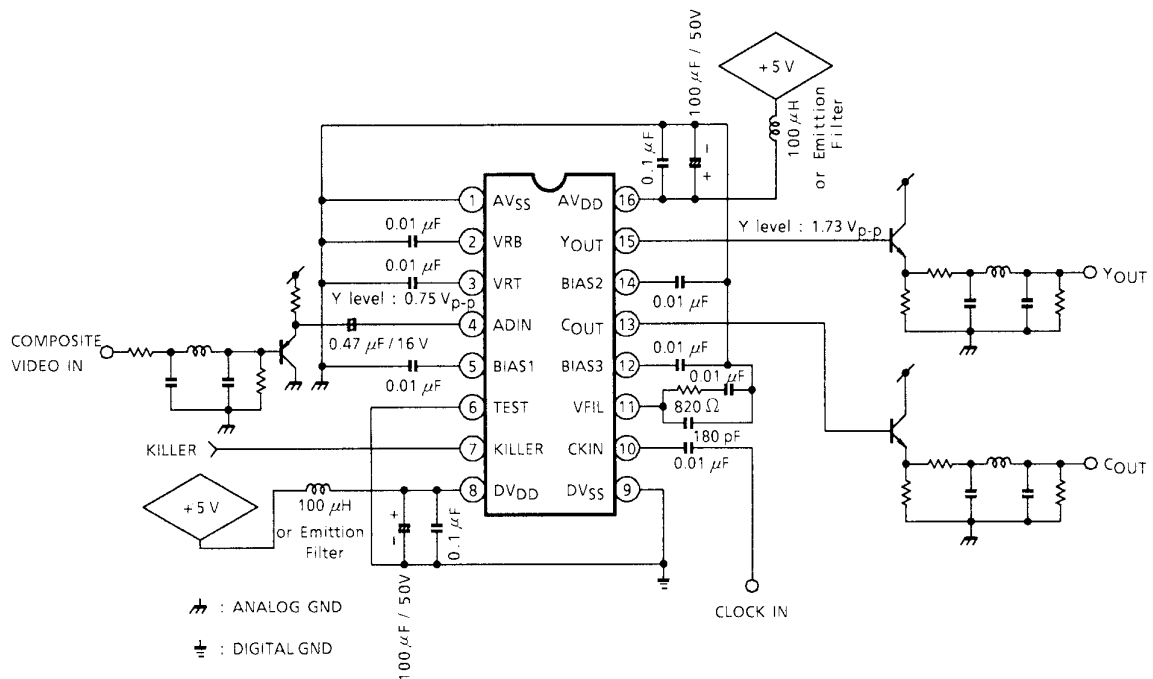 100 μF / 50V
+5 V
100 μH
or Emittion
Filter
0.1 μF
−
+
1
AVSS
AVDD
16
0.01 μF
2
VRB
YOUT
15
Y level : 1.73 Vp-p
0.01 μF
3
VRT
BIAS2
14
0.01 μF
YOUT
Y level : 0.75 Vp-p
4
ADIN
COUT
13
0.47 μF/16 V
COMPOSITE
VIDEO IN
0.01 μF
5
BIAS1
BIAS3
12
0.01 μF
0.01 μF
6
TEST
VFIL
11
820 Ω
180 pF
KILLER
7
KILLER
CKIN
10
0.01 μF
COUT
8
DVDD
DVSS
9
+5 V
100 μH
or Emittion
Filter
+
−
0.1 μF
100 μF / 50V
CLOCK IN
: ANALOG GND
: DIGITAL GND